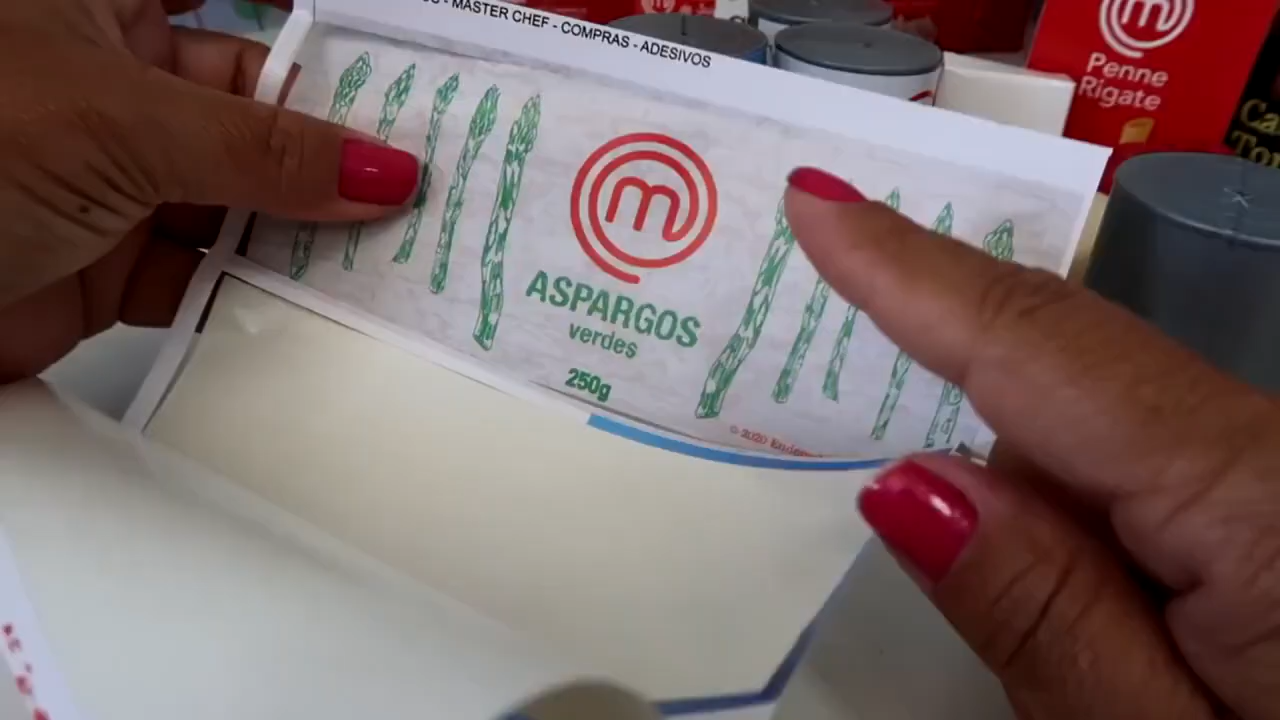 - MASTER CHEF - COMPRAS - ADESIVOS
m
ASPARGOS
verdes
250g
© 2020
m
Penne
Rigate